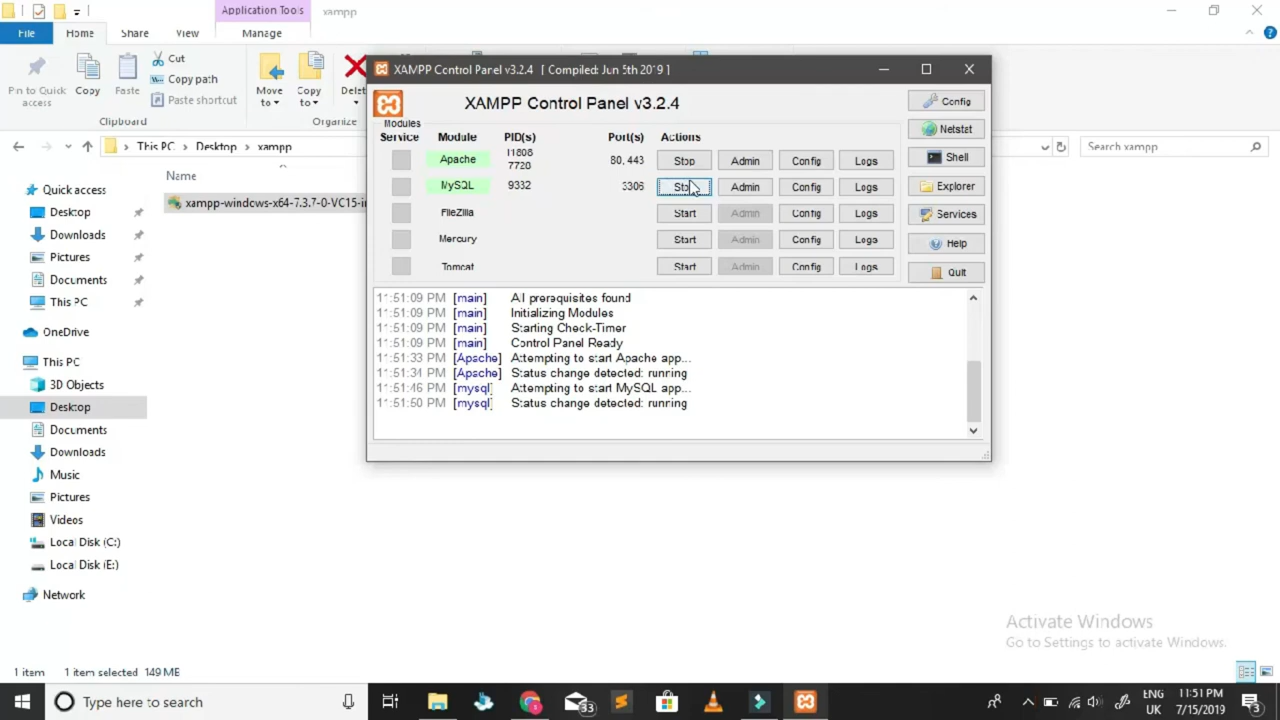 Application Tools
xampp
File
Home
Share
View
Manage
Pin to Quick access
Copy
Paste
Cut
Copy path
Paste shortcut
Move to
Copy to
Delet
Clipboard
Organize
This PC
Desktop
xampp
Search xampp
Name
xampp-windows-x64-7.3.7-0-VC15-in
Quick access
Desktop
Downloads
Pictures
Documents
This PC
OneDrive
This PC
3D Objects
Desktop
Documents
Downloads
Music
Pictures
Videos
Local Disk (C:)
Local Disk (E:)
Network
1 item
1 item selected 149 MB
XAMPP Control Panel v3.2.4 [ Compiled: Jun 5th 2019 ]
XAMPP Control Panel v3.2.4
Modules
Service Module PID(s) Port(s) Actions
Apache 11808 7720 80, 443 Stop Admin Config Logs
MySQL 9332 3306 Stop Admin Config Logs
FileZilla Start Admin Config Logs
Mercury Start Admin Config Logs
Tomcat Start Admin Config Logs
Config
Netstat
Shell
Explorer
Services
Help
Quit
11:51:09 PM [main] All prerequisites found
11:51:09 PM [main] Initializing Modules
11:51:09 PM [main] Starting Check-Timer
11:51:09 PM [main] Control Panel Ready
11:51:33 PM [Apache] Attempting to start Apache app...
11:51:34 PM [Apache] Status change detected: running
11:51:46 PM [mysql] Attempting to start MySQL app...
11:51:50 PM [mysql] Status change detected: running
Activate Windows
Go to Settings to activate Windows.
Type here to search
33
ENG
UK
11:51 PM
7/15/2019
3